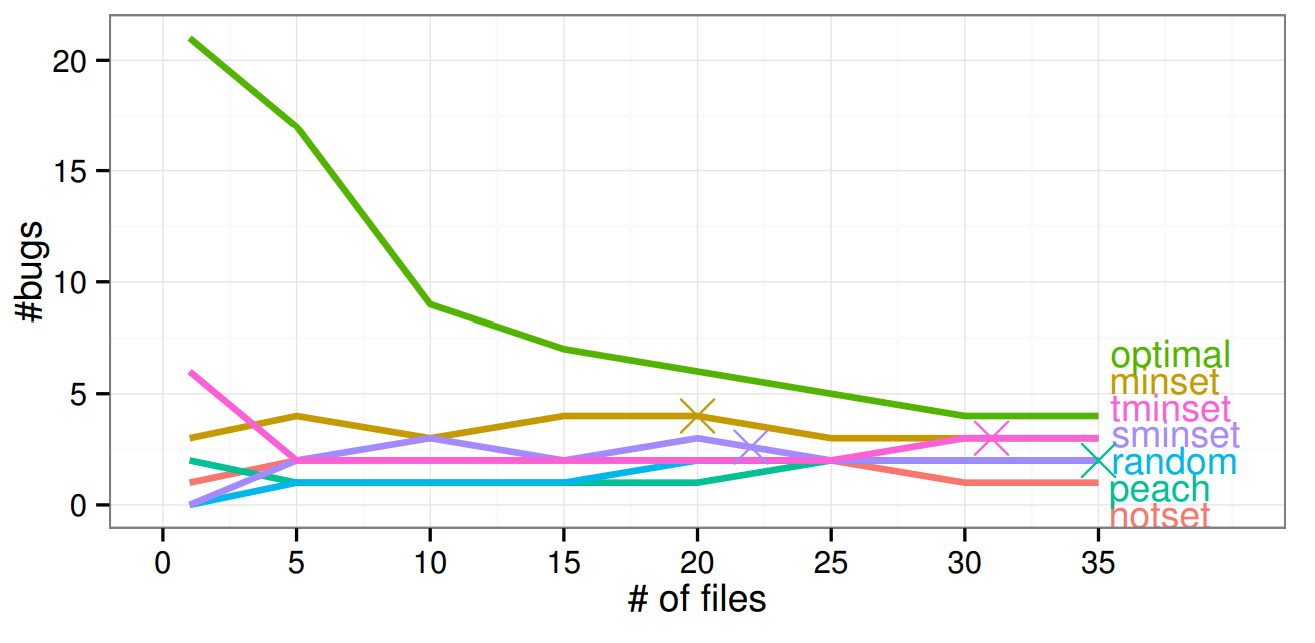 20
15
10
5
0
#bugs
optimal
minset
tminset
sminset
random
peach
hotset
0 5 10 15 20 25 30 35
# of files